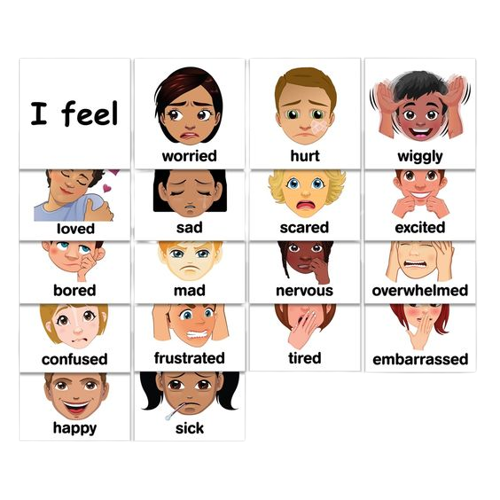 I feel
worried
hurt
wiggly
loved
sad
scared
excited
bored
mad
nervous
overwhelmed
confused
frustrated
tired
embarrassed
happy
sick